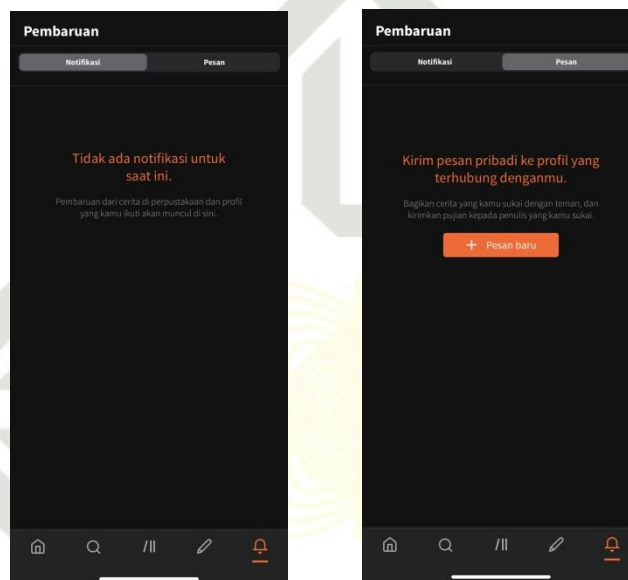 Pembaruan
Notifikasi Pesan
Tidak ada notifikasi untuk
saat ini.
Pembaruan dari cerita di perpustakaan dan profil
yang kamu ikuti akan muncul di sini.
Pembaruan
Notifikasi Pesan
Kirim pesan pribadi ke profil yang
terhubung denganmu.
Bagikan cerita yang kamu sukai dengan teman, dan
kirimkan pujian kepada penulis yang kamu sukai.
+ Pesan baru